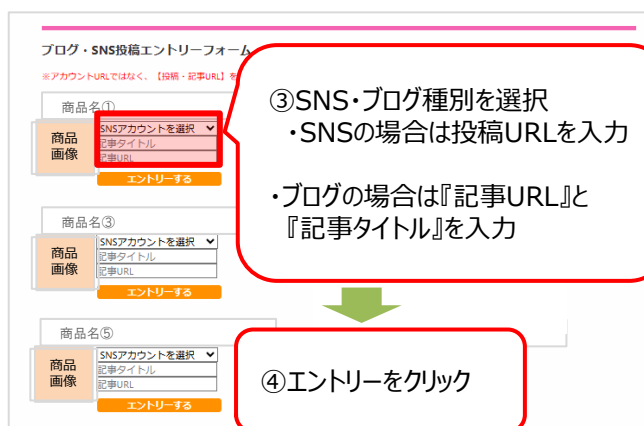 ブログ・SNS投稿エントリーフォーム
※アカウントURLではなく、【投稿・記事URL】を
商品名①
商品
画像
SNSアカウントを選択
記事タイトル
記事URL
エントリーする
③SNS・ブログ種別を選択
・SNSの場合は投稿URLを入力
・ブログの場合は『記事URL』と
『記事タイトル』を入力
商品名③
商品
画像
SNSアカウントを選択
記事タイトル
記事URL
エントリーする
商品名⑤
商品
画像
SNSアカウントを選択
記事タイトル
記事URL
エントリーする
④エントリーをクリック